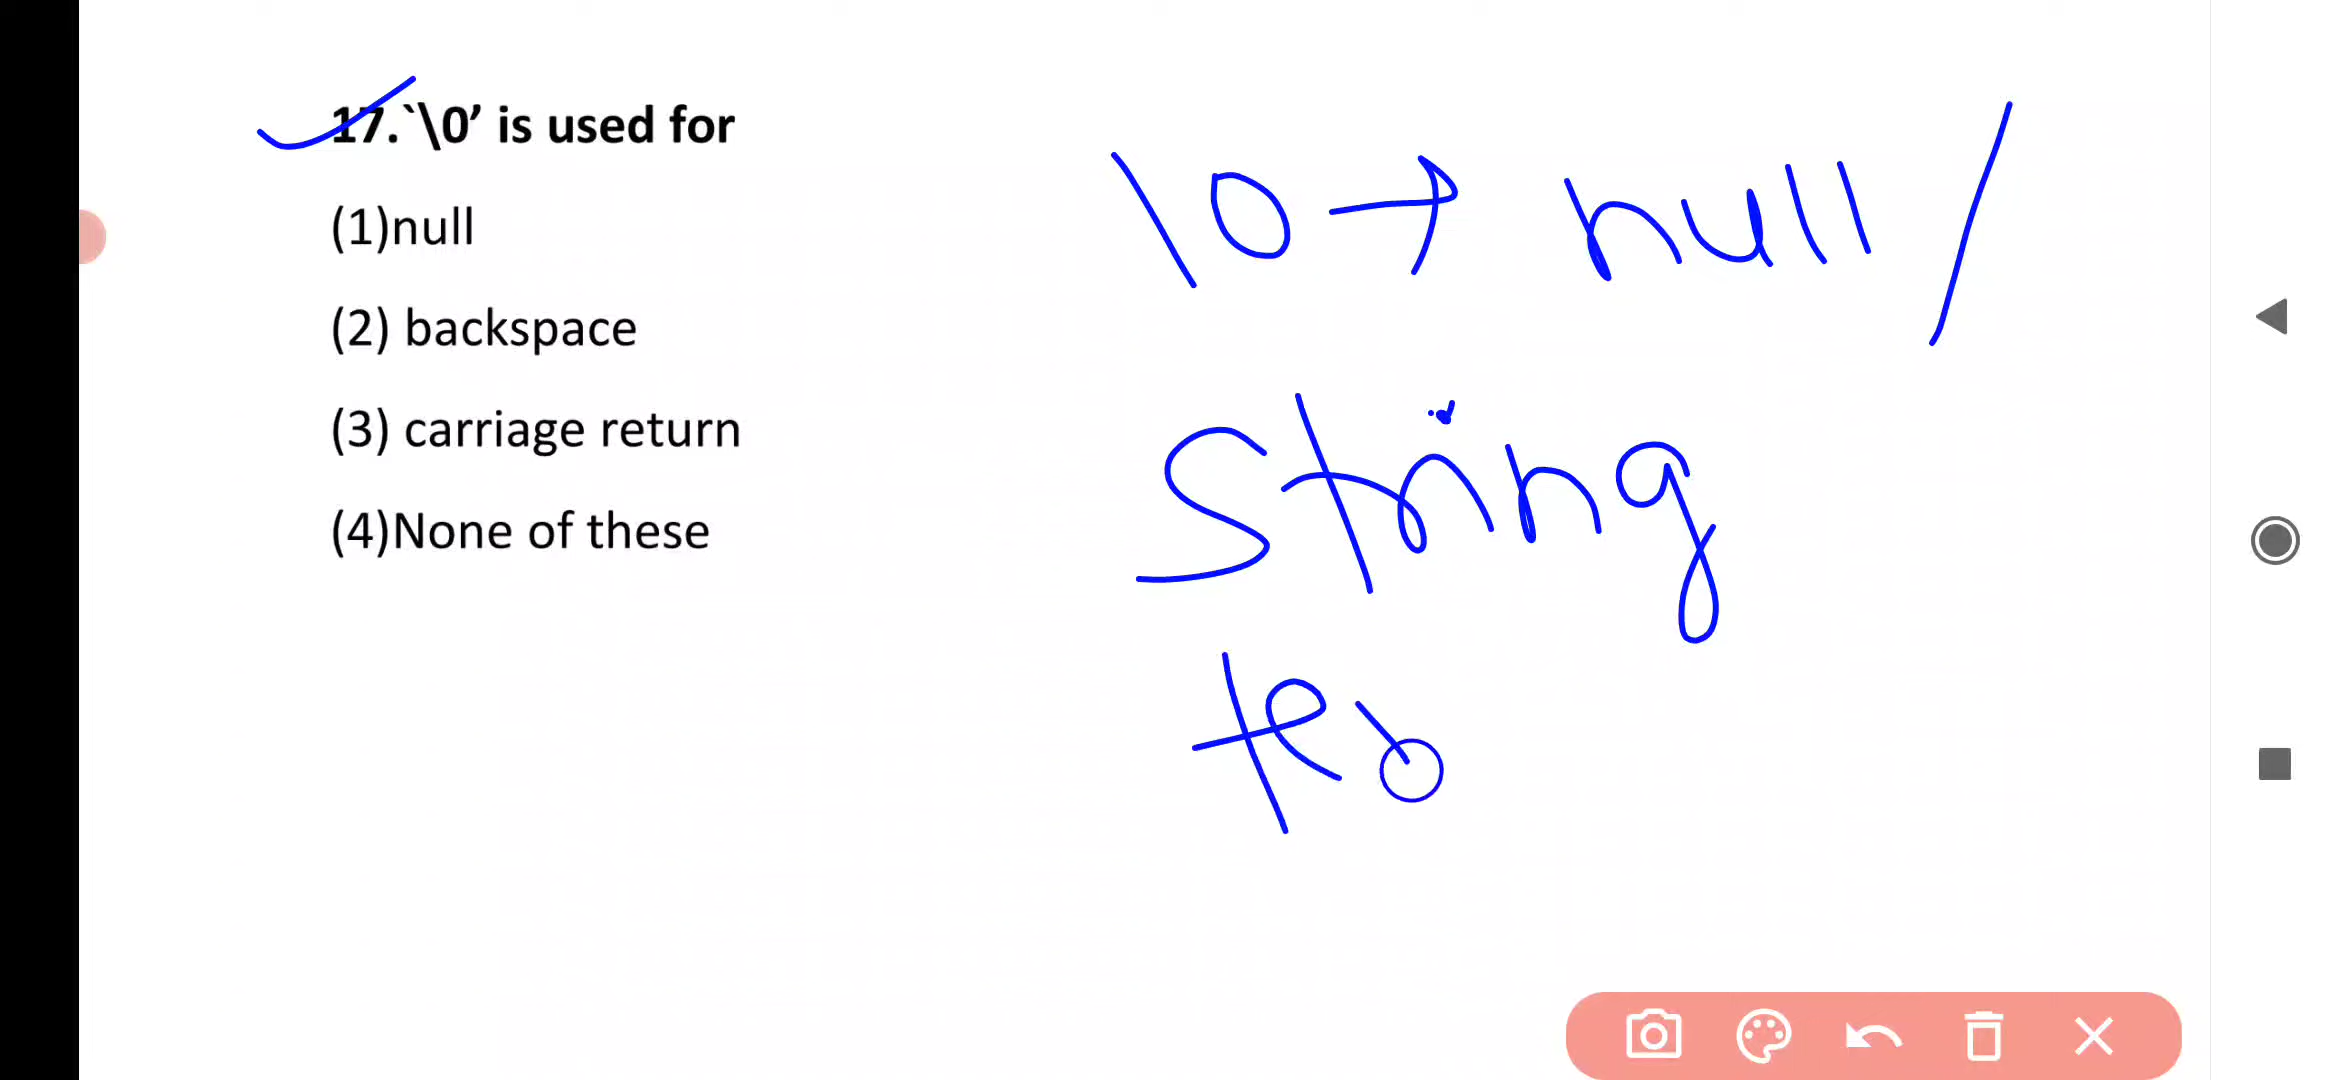 17.`\0’ is used for
(1)null
(2) backspace
(3) carriage return
(4)None of these
\0 → null /
String
te